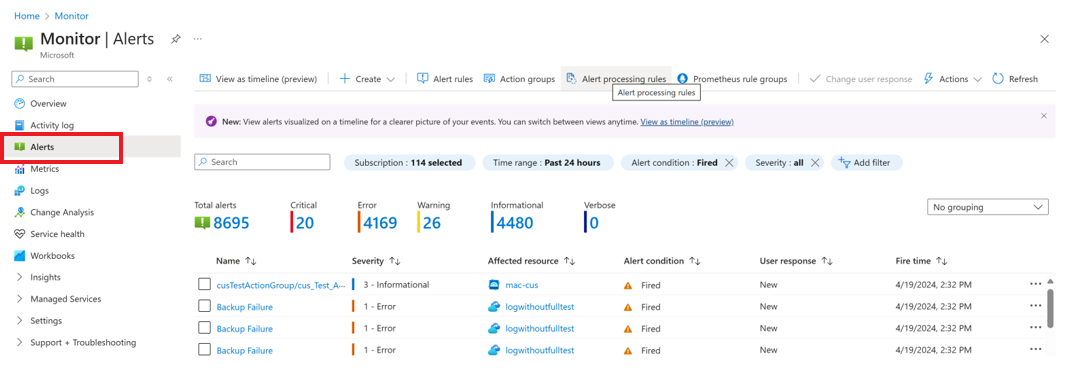 Home > Monitor
Monitor | Alerts
Microsoft
Search
View as timeline (preview) Create Alert rules Action groups Alert processing rules Prometheus rule groups Change user response Actions Refresh
Alert processing rules
Overview
Activity log
Alerts
Metrics
Logs
Change Analysis
Service health
Workbooks
Insights
Managed Services
Settings
Support + Troubleshooting
New: View alerts visualized on a timeline for a clearer picture of your events. You can switch between views anytime. View as timeline (preview)
Search
Subscription : 114 selected Time range : Past 24 hours Alert condition : Fired Severity : all Add filter
Total alerts Critical Error Warning Informational Verbose
8695 20 4169 26 4480 0
No grouping
Name Severity Affected resource Alert condition User response Fire time
cusTestActionGroup/cus_Test_A... 3 - Informational mac-cus Fired New 4/19/2024, 2:32 PM
Backup Failure 1 - Error logwithoutfulltest Fired New 4/19/2024, 2:32 PM
Backup Failure 1 - Error logwithoutfulltest Fired New 4/19/2024, 2:32 PM
Backup Failure 1 - Error logwithoutfulltest Fired New 4/19/2024, 2:32 PM